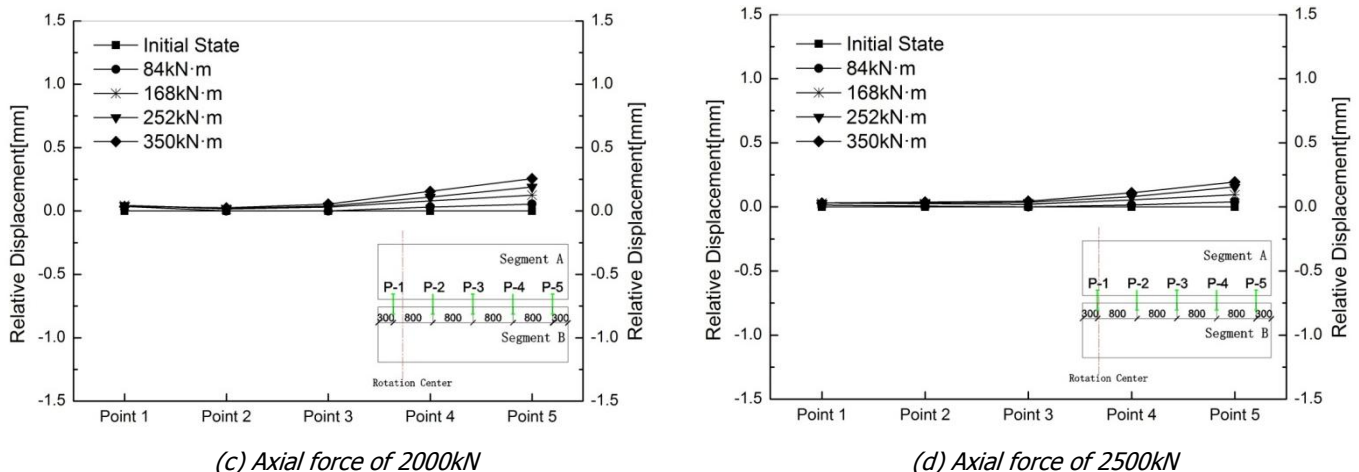 1.5
1.0
0.5
0.0
-0.5
-1.0
-1.5
Relative Displacement[mm]
Initial State
84kN·m
168kN·m
252kN·m
350kN·m
Segment A
P-1 P-2 P-3 P-4 P-5
300 800 800 800 800 300
Segment B
Rotation Center
Point 1 Point 2 Point 3 Point 4 Point 5
1.5
1.0
0.5
0.0
-0.5
-1.0
-1.5
Relative Displacement[mm]
(c) Axial force of 2000kN
1.5
1.0
0.5
0.0
-0.5
-1.0
-1.5
Relative Displacement[mm]
Initial State
84kN·m
168kN·m
252kN·m
350kN·m
Segment A
P-1 P-2 P-3 P-4 P-5
300 800 800 800 800 300
Segment B
Rotation Center
Point 1 Point 2 Point 3 Point 4 Point 5
1.5
1.0
0.5
0.0
-0.5
-1.0
-1.5
Relative Displacement[mm]
(d) Axial force of 2500kN